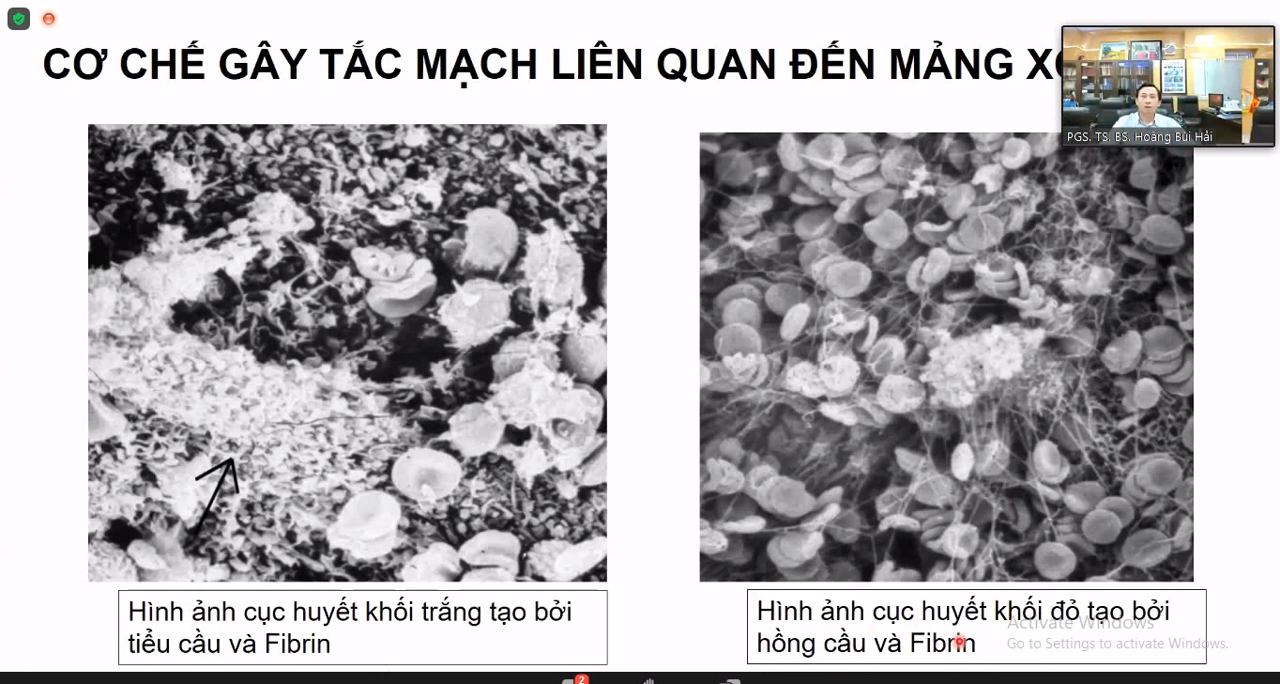 CƠ CHẾ GÂY TẮC MẠCH LIÊN QUAN ĐẾN MẢNG
PGS. TS. BS. Hoàng Bùi Hải
Hình ảnh cục huyết khối trắng tạo bởi
tiểu cầu và Fibrin
Hình ảnh cục huyết khối đỏ tạo bởi
hồng cầu và Fibrin
Activate Windows
Go to Settings to activate Windows.
2